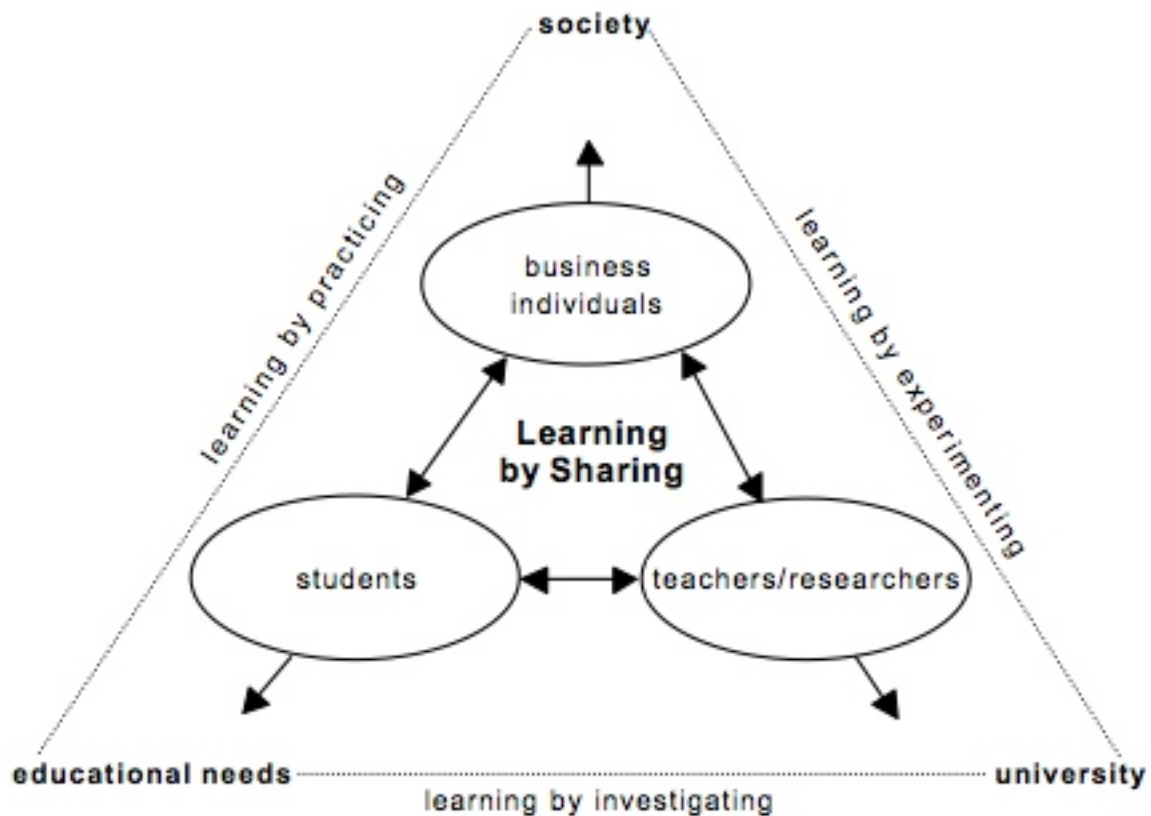 society
learning by practicing
learning by experimenting
business
individuals
Learning
by Sharing
students
teachers/researchers
educational needs
university
learning by investigating